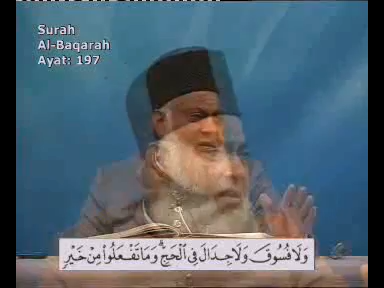 Surah
Al-Baqarah
Ayat: 197
وَلَا فُسُوقَ وَلَا جِدَالَ فِي الْحَجِّ ۗ وَمَا تَفْعَلُوا مِنْ خَيْرٍ